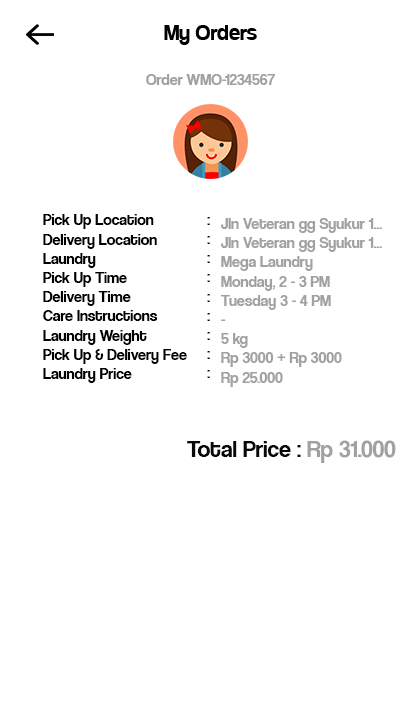 My Orders
Order WMO-1234567
Pick Up Location : Jln Veteran gg Syukur 1...
Delivery Location : Jln Veteran gg Syukur 1...
Laundry : Mega Laundry
Pick Up Time : Monday, 2 - 3 PM
Delivery Time : Tuesday 3 - 4 PM
Care Instructions : -
Laundry Weight : 5 kg
Pick Up & Delivery Fee : Rp 3000 + Rp 3000
Laundry Price : Rp 25.000
Total Price : Rp 31.000